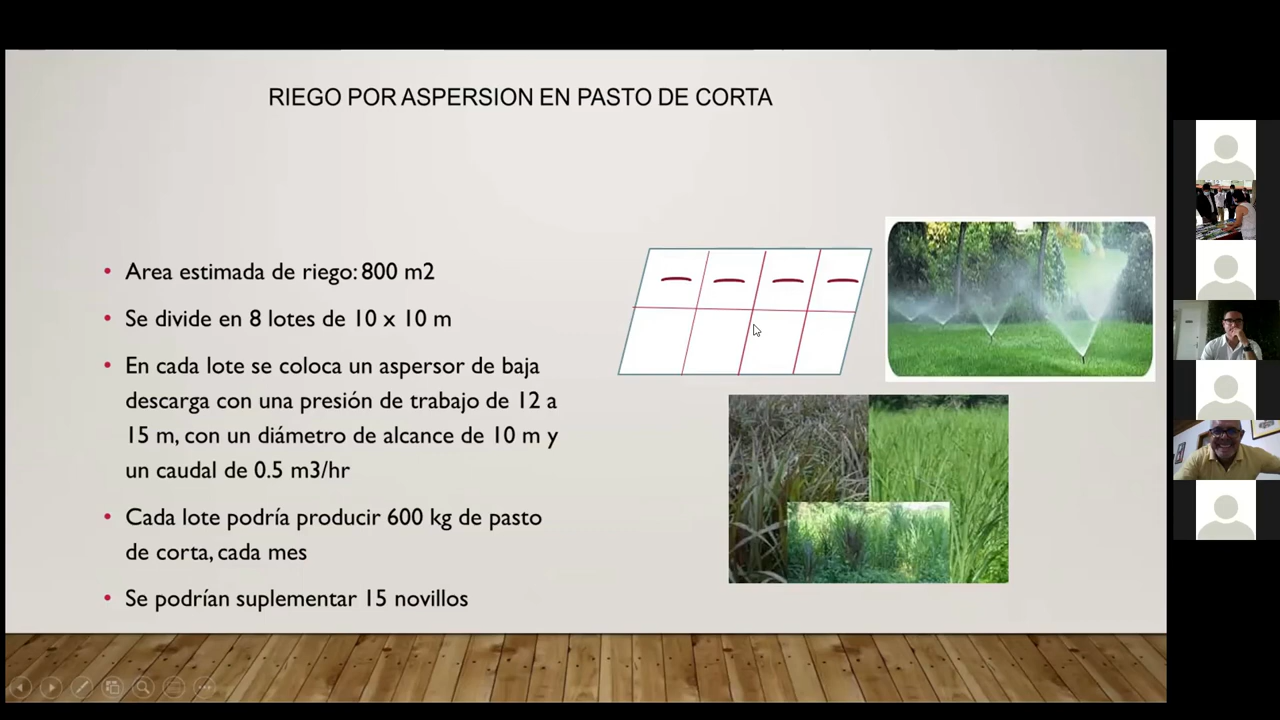 RIEGO POR ASPERSION EN PASTO DE CORTA
• Area estimada de riego: 800 m2
• Se divide en 8 lotes de 10 x 10 m
• En cada lote se coloca un aspersor de baja
descarga con una presión de trabajo de 12 a
15 m, con un diámetro de alcance de 10 m y
un caudal de 0.5 m3/hr
• Cada lote podría producir 600 kg de pasto
de corta, cada mes
• Se podrían suplementar 15 novillos